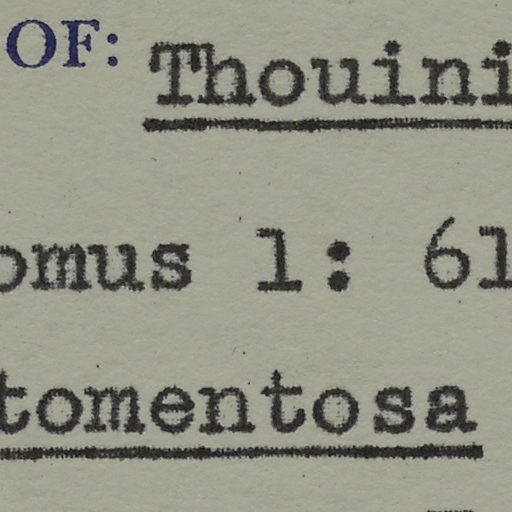 OF: Thouini
omus 1: 61
tomentosa